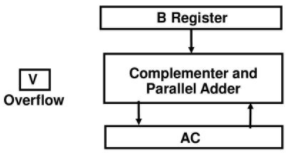 B Register
Complementer and
Parallel Adder
V
Overflow
AC